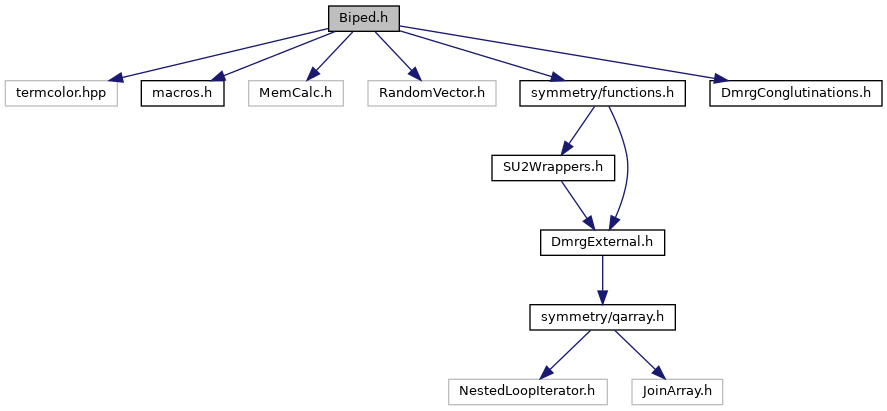 Biped.h
termcolor.hpp
macros.h
MemCalc.h
RandomVector.h
symmetry/functions.h
DmrgConglutinations.h
SU2Wrappers.h
DmrgExternal.h
symmetry/qarray.h
NestedLoopIterator.h
JoinArray.h